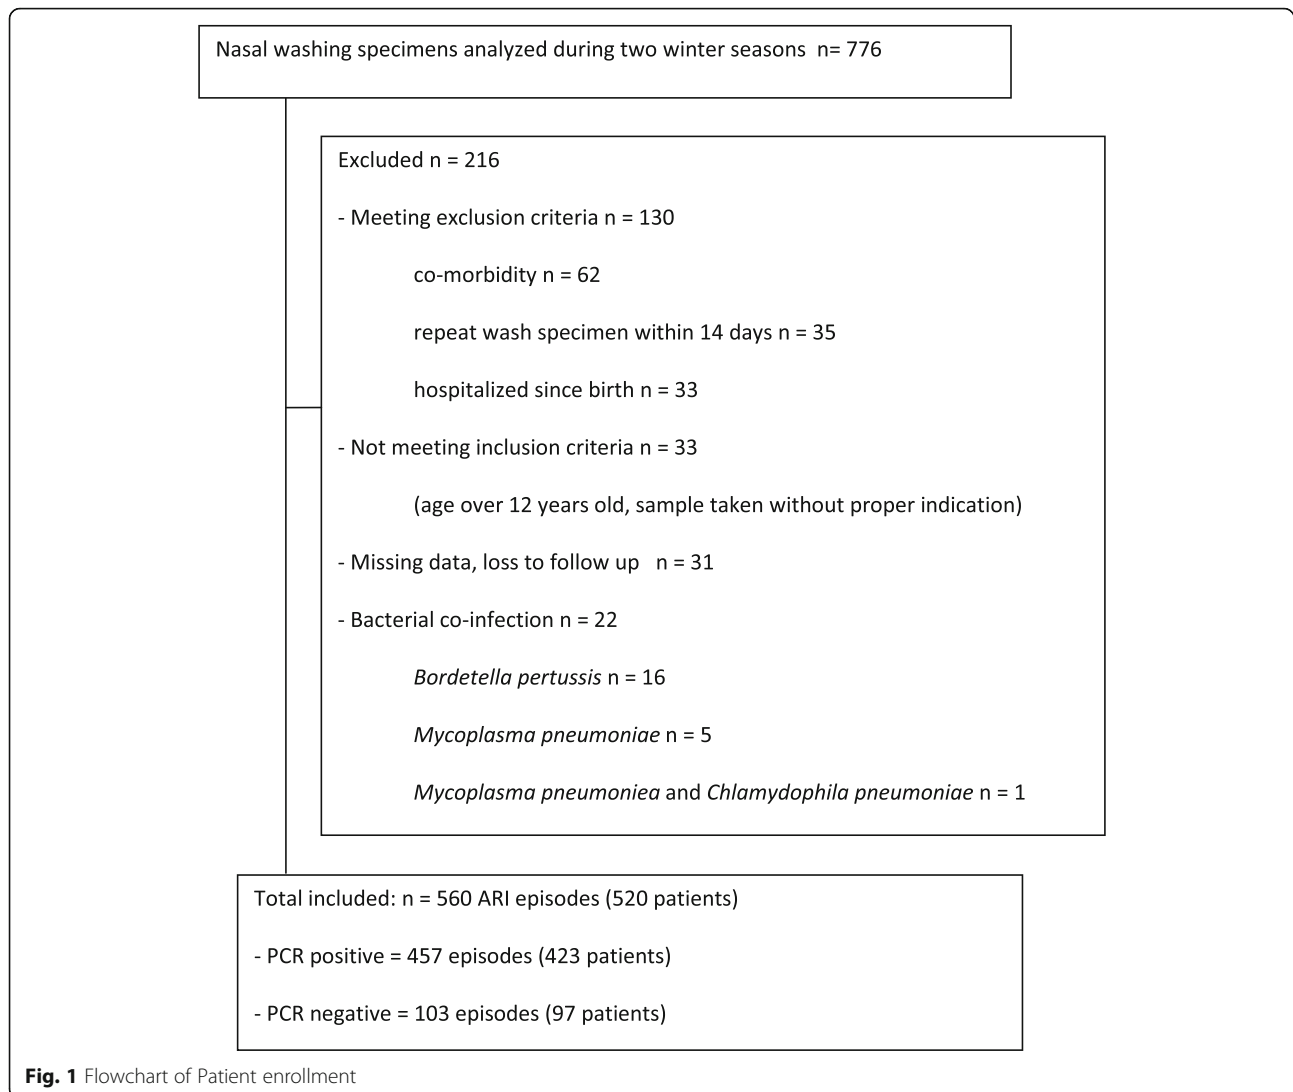 Nasal washing specimens analyzed during two winter seasons  n= 776
Excluded n = 216
- Meeting exclusion criteria n = 130
co-morbidity n = 62
repeat wash specimen within 14 days n = 35
hospitalized since birth n = 33
- Not meeting inclusion criteria n = 33
(age over 12 years old, sample taken without proper indication)
- Missing data, loss to follow up   n = 31
- Bacterial co-infection n = 22
Bordetella pertussis n = 16
Mycoplasma pneumoniae n = 5
Mycoplasma pneumoniea and Chlamydophila pneumoniae n = 1
Total included: n = 560 ARI episodes (520 patients)
- PCR positive = 457 episodes (423 patients)
- PCR negative = 103 episodes (97 patients)
Fig. 1 Flowchart of Patient enrollment